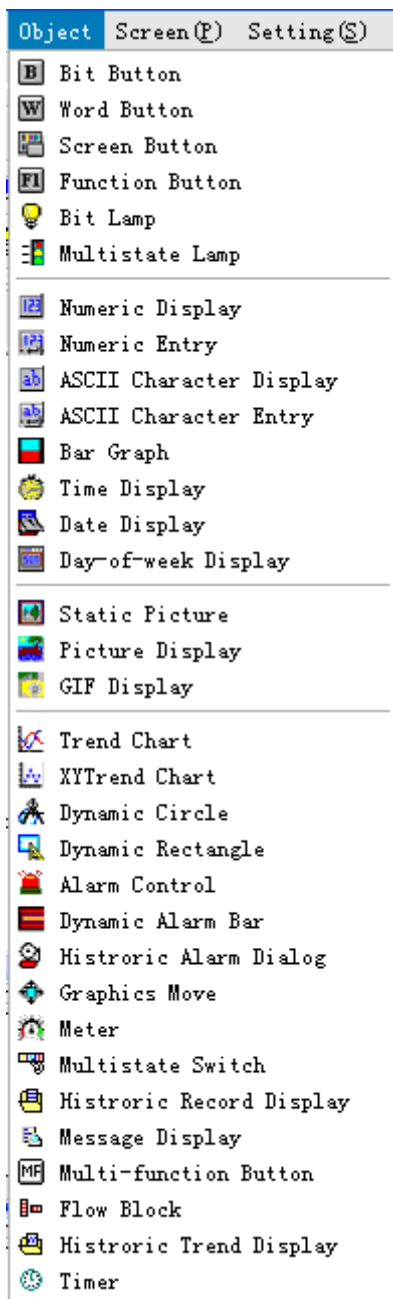 Object Screen(P) Setting(S)
B Bit Button
W Word Button
Screen Button
F1 Function Button
Bit Lamp
Multistate Lamp
123 Numeric Display
123 Numeric Entry
ab ASCII Character Display
ab ASCII Character Entry
Bar Graph
Time Display
Date Display
SUN Day-of-week Display
Static Picture
Picture Display
GIF Display
Trend Chart
XYTrend Chart
Dynamic Circle
Dynamic Rectangle
Alarm Control
Dynamic Alarm Bar
Histroric Alarm Dialog
Graphics Move
Meter
Multistate Switch
Histroric Record Display
Message Display
MF Multi-function Button
Flow Block
Histroric Trend Display
Timer